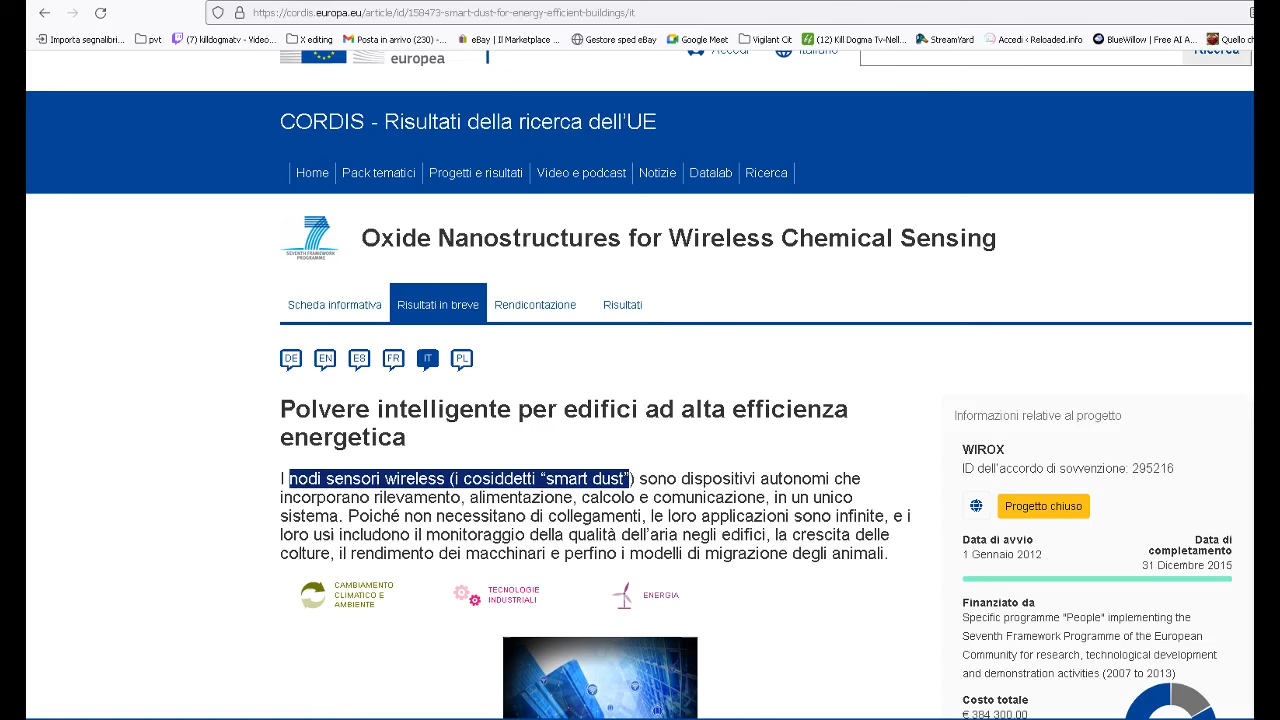 https://cordis.europa.eu/article/id/158473-smart-dust-for-energy-efficient-buildings/it
Importa segnalibri... pvt (7) killdogmatv - Video... X editing Posta in arrivo (230) -... eBay | Il Marketplace... Gestore sped eBay Google Meet Vigilant Cit (12) Kill Dogma Tv-Nell... StreamYard Accedi • Reloaded.info BlueWillow | Free AI A... Quello ch
europea
Accedi Italiano Ricerca
CORDIS - Risultati della ricerca dell'UE
Home Pack tematici Progetti e risultati Video e podcast Notizie Datalab Ricerca
SEVENTH FRAMEWORK
PROGRAMME
Oxide Nanostructures for Wireless Chemical Sensing
Scheda informativa Risultati in breve Rendicontazione Risultati
DE EN ES FR IT PL
Polvere intelligente per edifici ad alta efficienza
energetica
I nodi sensori wireless (i cosiddetti “smart dust”) sono dispositivi autonomi che
incorporano rilevamento, alimentazione, calcolo e comunicazione, in un unico
sistema. Poiché non necessitano di collegamenti, le loro applicazioni sono infinite, e i
loro usi includono il monitoraggio della qualità dell’aria negli edifici, la crescita delle
colture, il rendimento dei macchinari e perfino i modelli di migrazione degli animali.
CAMBIAMENTO
CLIMATICO E
AMBIENTE
TECNOLOGIE
INDUSTRIALI
ENERGIA
Informazioni relative al progetto
WIROX
ID dell’accordo di sovvenzione: 295216
Progetto chiuso
Data di avvio
1 Gennaio 2012
Data di
completamento
31 Dicembre 2015
Finanziato da
Specific programme "People" implementing the
Seventh Framework Programme of the European
Community for research, technological development
and demonstration activities (2007 to 2013)
Costo totale
€ 384 300,00